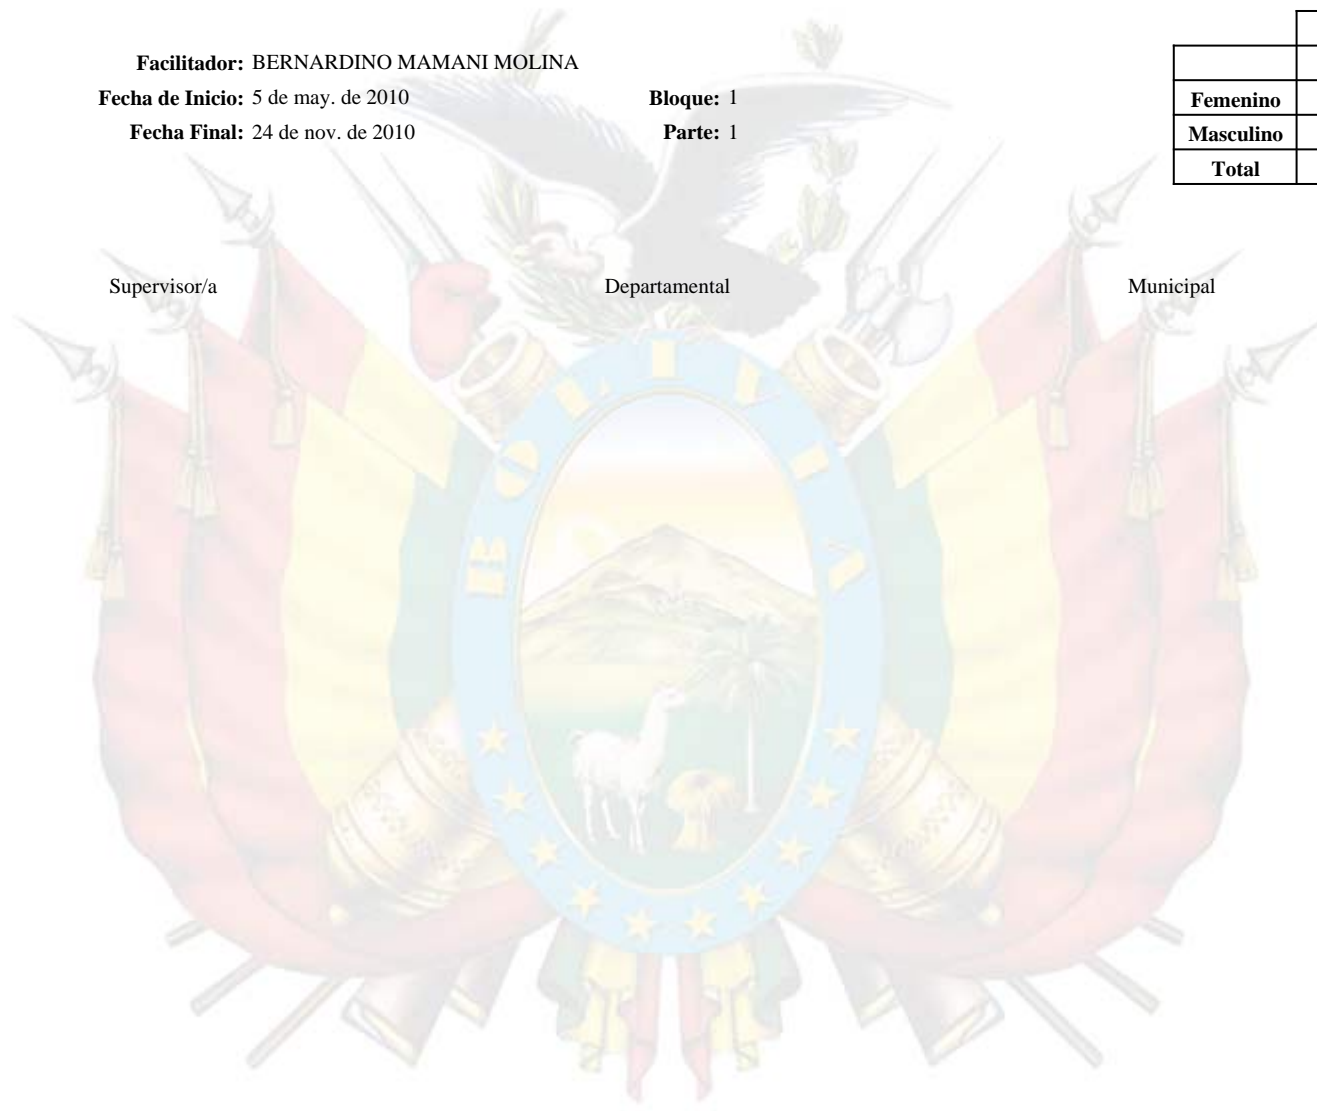 Facilitador: BERNARDINO MAMANI MOLINA
Fecha de Inicio: 5 de may. de 2010 Bloque: 1
Fecha Final: 24 de nov. de 2010 Parte: 1
Femenino
Masculino
Total
Supervisor/a Departamental Municipal
BOLIVIA